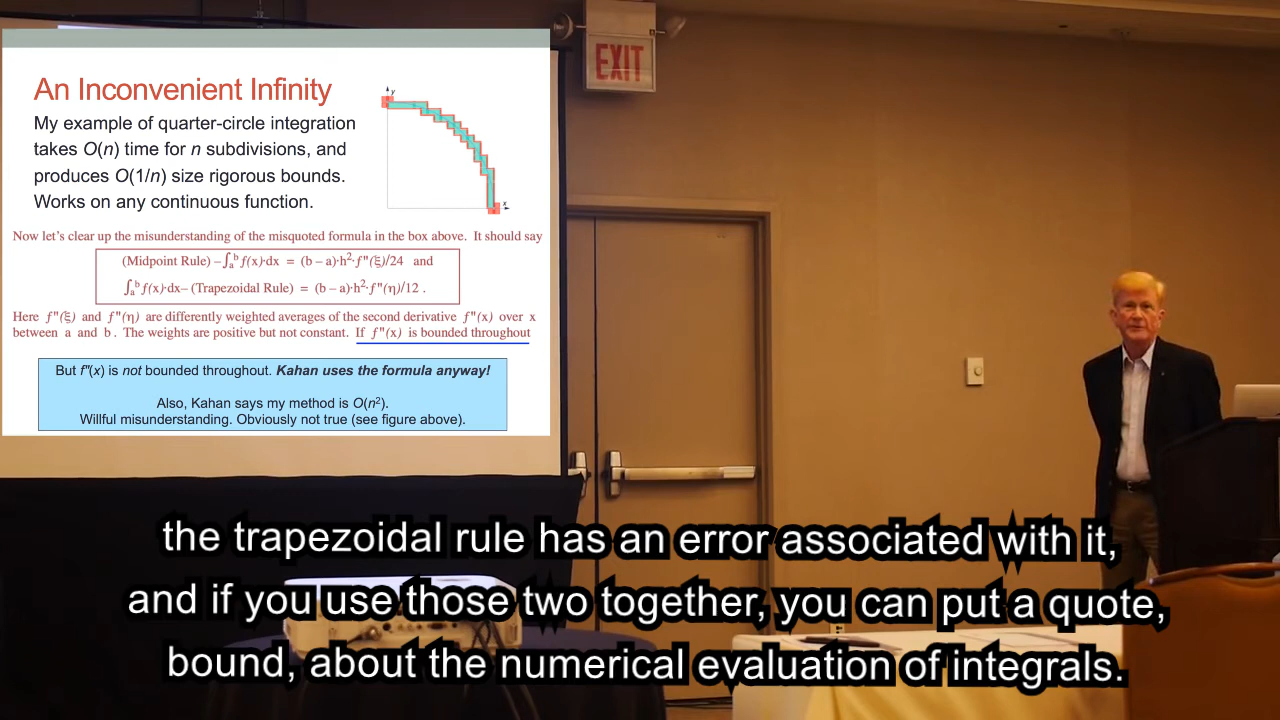 EXIT
An Inconvenient Infinity
My example of quarter-circle integration
takes O(n) time for n subdivisions, and
produces O(1/n) size rigorous bounds.
Works on any continuous function.
y
x
Now let's clear up the misunderstanding of the misquoted formula in the box above. It should say
(Midpoint Rule) – ∫ₐᵇ f(x)·dx = (b – a)·h²·f"(ξ)/24 and
∫ₐᵇ f(x)·dx– (Trapezoidal Rule) = (b – a)·h²·f"(η)/12 .
Here f"(ξ) and f"(η) are differently weighted averages of the second derivative f"(x) over x
between a and b . The weights are positive but not constant. If f"(x) is bounded throughout
But f"(x) is not bounded throughout. Kahan uses the formula anyway!
Also, Kahan says my method is O(n²).
Willful misunderstanding. Obviously not true (see figure above).
the trapezoidal rule has an error associated with it,
and if you use those two together, you can put a quote,
bound, about the numerical evaluation of integrals.